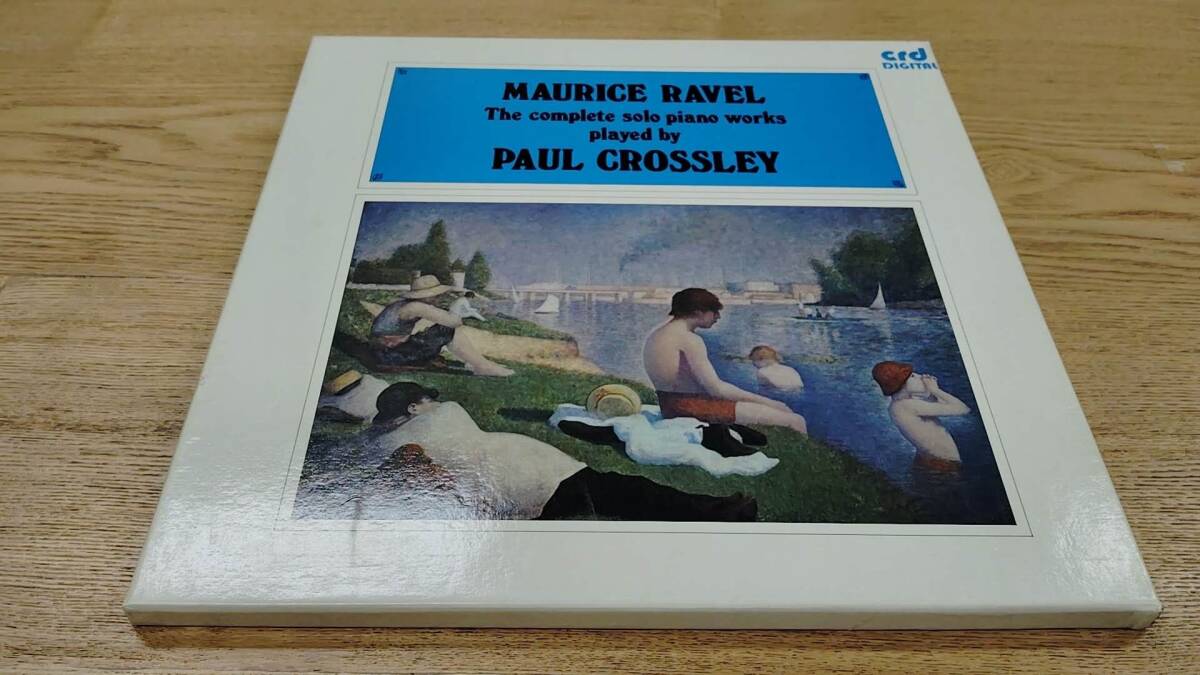 crd
DIGITAL
MAURICE RAVEL
The complete solo piano works
played by
PAUL CROSSLEY